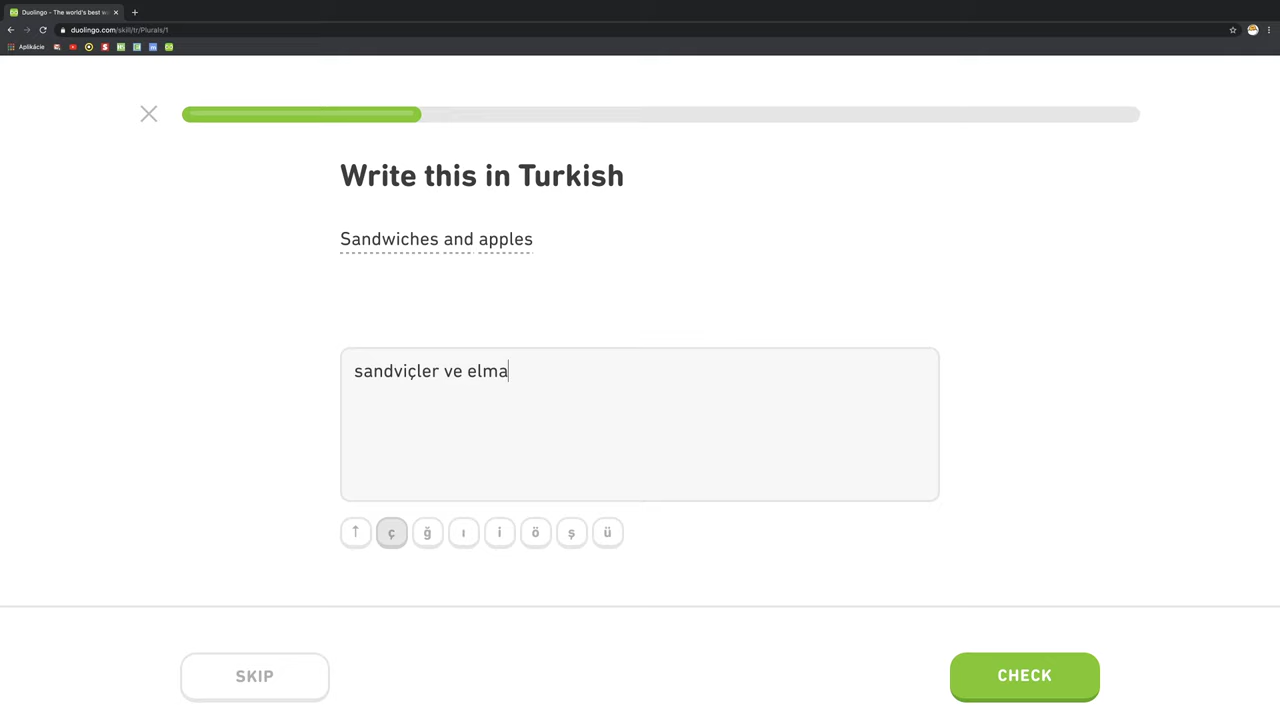 Duolingo - The world's best w
duolingo.com/skill/tr/Plurals/1
Aplikácie
Write this in Turkish
Sandwiches and apples
sandviçler ve elma
↑ ç ğ ı i ö ş ü
SKIP
CHECK